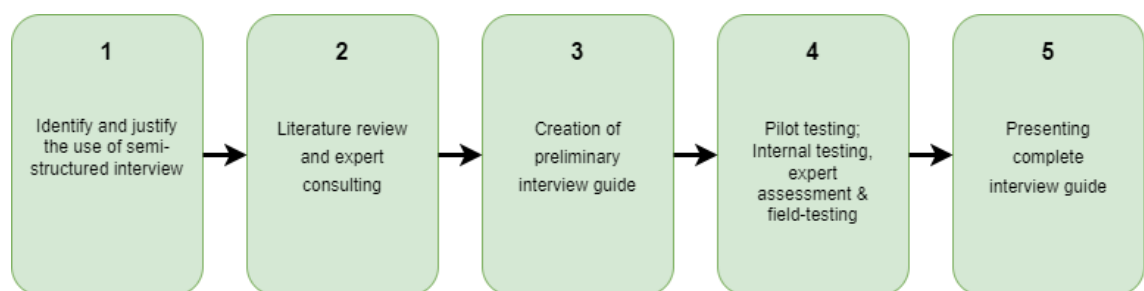 1
Identify and justify
the use of semi-
structured interview
2
Literature review
and expert
consulting
3
Creation of
preliminary
interview guide
4
Pilot testing;
Internal testing,
expert
assessment &
field-testing
5
Presenting
complete
interview guide